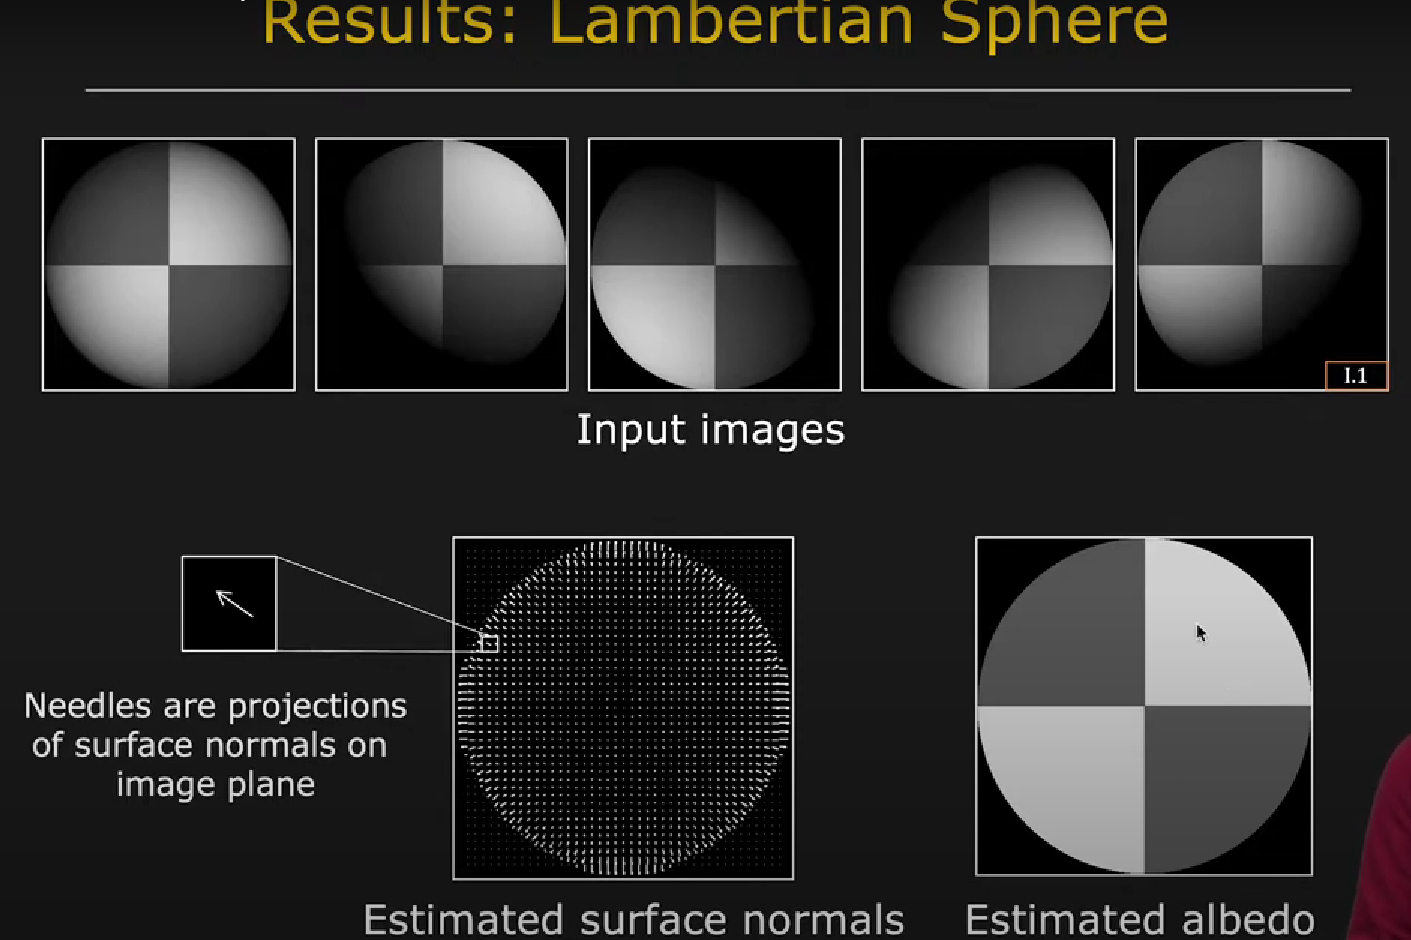 Results: Lambertian Sphere
I.1
Input images
Needles are projections
of surface normals on
image plane
Estimated surface normals
Estimated albedo